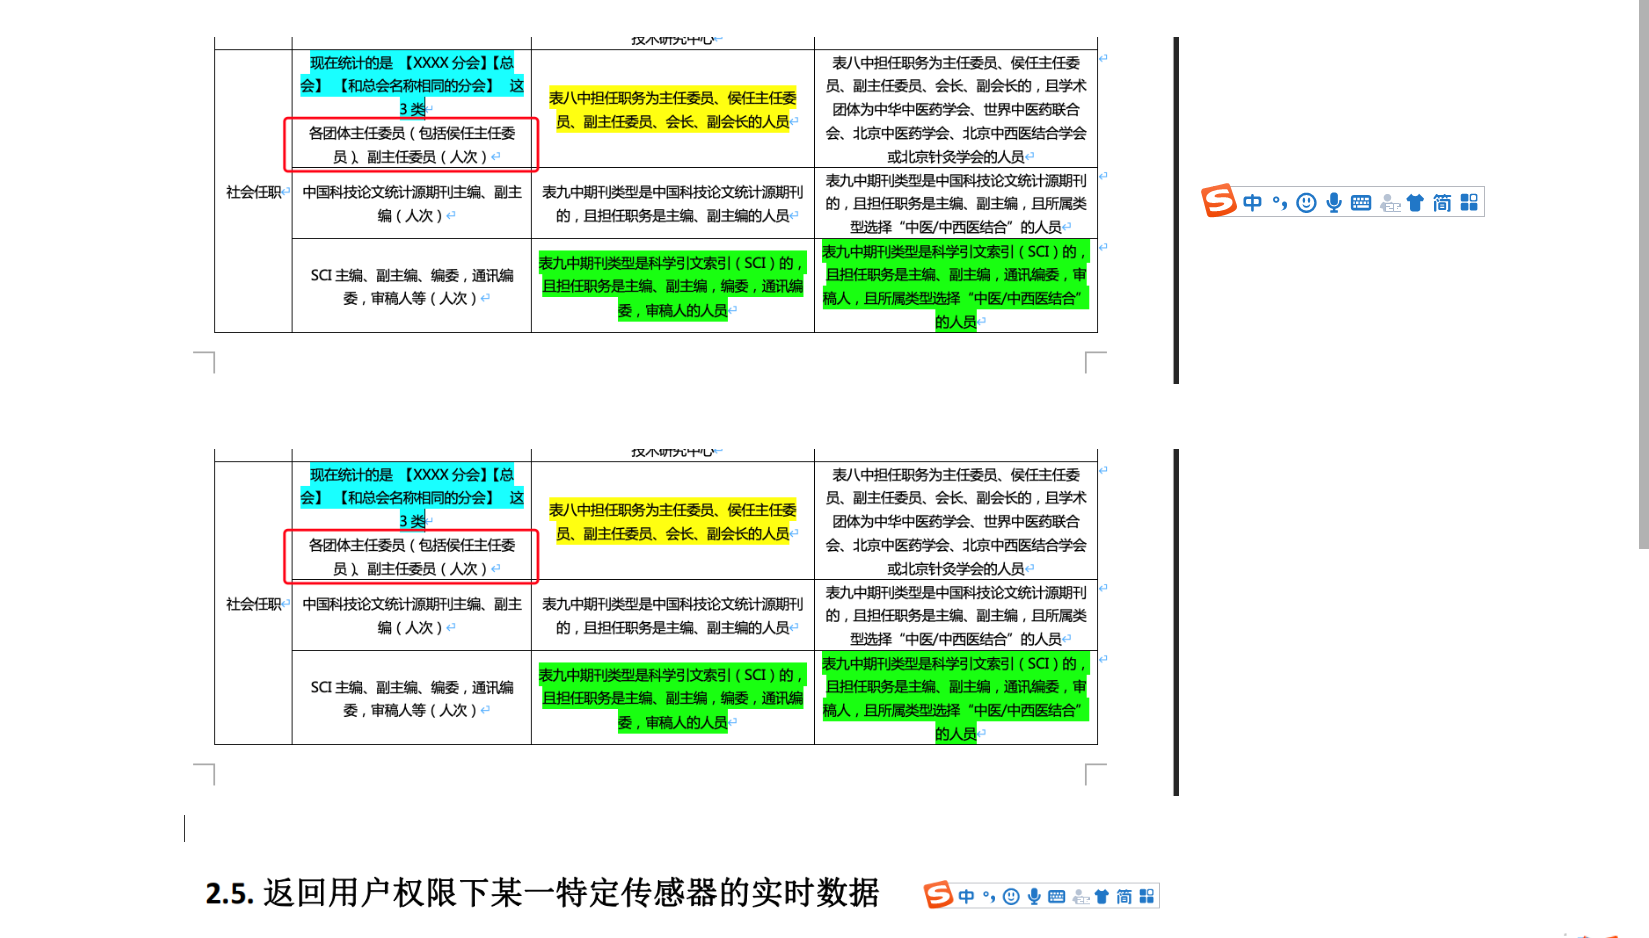 技术研究中心
现在统计的是 【XXXX 分会】【总
会】 【和总会名称相同的分会】 这
3 类
各团体主任委员（包括侯任主任委
员）、副主任委员（人次）
表八中担任职务为主任委员、侯任主任委
员、副主任委员、会长、副会长的人员
表八中担任职务为主任委员、侯任主任委
员、副主任委员、会长、副会长的，且学术
团体为中华中医药学会、世界中医药联合
会、北京中医药学会、北京中西医结合学会
或北京针灸学会的人员
社会任职
中国科技论文统计源期刊主编、副主
编（人次）
表九中期刊类型是中国科技论文统计源期刊
的，且担任职务是主编、副主编的人员
表九中期刊类型是中国科技论文统计源期刊
的，且担任职务是主编、副主编，且所属类
型选择“中医/中西医结合”的人员
SCI 主编、副主编、编委，通讯编
委，审稿人等（人次）
表九中期刊类型是科学引文索引（SCI）的，
且担任职务是主编、副主编，编委，通讯编
委，审稿人的人员
表九中期刊类型是科学引文索引（SCI）的，
且担任职务是主编、副主编，通讯编委，审
稿人，且所属类型选择“中医/中西医结合”
的人员
中 简
技术研究中心
现在统计的是 【XXXX 分会】【总
会】 【和总会名称相同的分会】 这
3 类
各团体主任委员（包括侯任主任委
员）、副主任委员（人次）
表八中担任职务为主任委员、侯任主任委
员、副主任委员、会长、副会长的人员
表八中担任职务为主任委员、侯任主任委
员、副主任委员、会长、副会长的，且学术
团体为中华中医药学会、世界中医药联合
会、北京中医药学会、北京中西医结合学会
或北京针灸学会的人员
社会任职
中国科技论文统计源期刊主编、副主
编（人次）
表九中期刊类型是中国科技论文统计源期刊
的，且担任职务是主编、副主编的人员
表九中期刊类型是中国科技论文统计源期刊
的，且担任职务是主编、副主编，且所属类
型选择“中医/中西医结合”的人员
SCI 主编、副主编、编委，通讯编
委，审稿人等（人次）
表九中期刊类型是科学引文索引（SCI）的，
且担任职务是主编、副主编，编委，通讯编
委，审稿人的人员
表九中期刊类型是科学引文索引（SCI）的，
且担任职务是主编、副主编，通讯编委，审
稿人，且所属类型选择“中医/中西医结合”
的人员
2.5. 返回用户权限下某一特定传感器的实时数据
中 简